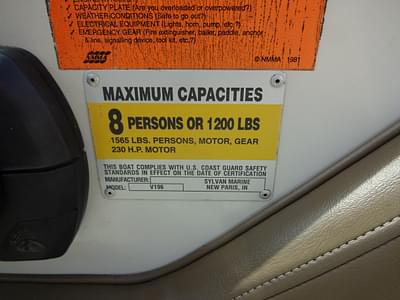 ✓ CAPACITY PLATE (Are you overloaded or overpowered?)
✓ WEATHER CONDITIONS (Safe to go out?)
✓ ELECTRICAL EQUIPMENT (Lights, horn, pump, etc.?)
✓ EMERGENCY GEAR (Fire extinguisher, bailer, paddle, anchor
& line, signaling device, tool kit, etc.?)
NMMA © NMMA 1991
MAXIMUM CAPACITIES
8 PERSONS OR 1200 LBS
1565 LBS. PERSONS, MOTOR, GEAR
230 H.P. MOTOR
THIS BOAT COMPLIES WITH U.S. COAST GUARD SAFETY
STANDARDS IN EFFECT ON THE DATE OF CERTIFICATION
MANUFACTURER: SYLVAN MARINE
MODEL: V196 NEW PARIS, IN